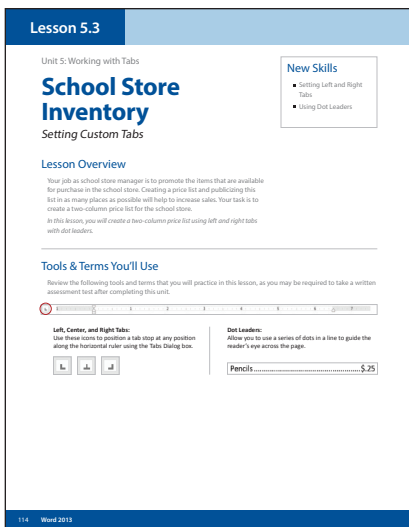 Lesson 5.3
Unit 5: Working with Tabs
School Store
Inventory
Setting Custom Tabs
New Skills
■ Setting Left and Right
Tabs
■ Using Dot Leaders
Lesson Overview
Your job as school store manager is to promote the items that are available
for purchase in the school store. Creating a price list and publicizing this
list in as many places as possible will help to increase sales. Your task is to
create a two-column price list for the school store.
In this lesson, you will create a two-column price list using left and right tabs
with dot leaders.
Tools & Terms You'll Use
Review the following tools and terms that you will practice in this lesson, as you may be required to take a written
assessment test after completing this unit.
1 1 2 3 4 5 6 7
Left, Center, and Right Tabs:
Use these icons to position a tab stop at any position
along the horizontal ruler using the Tabs Dialog box.
Dot Leaders:
Allow you to use a series of dots in a line to guide the
reader's eye across the page.
Pencils.....................................................$.25
114 Word 2013